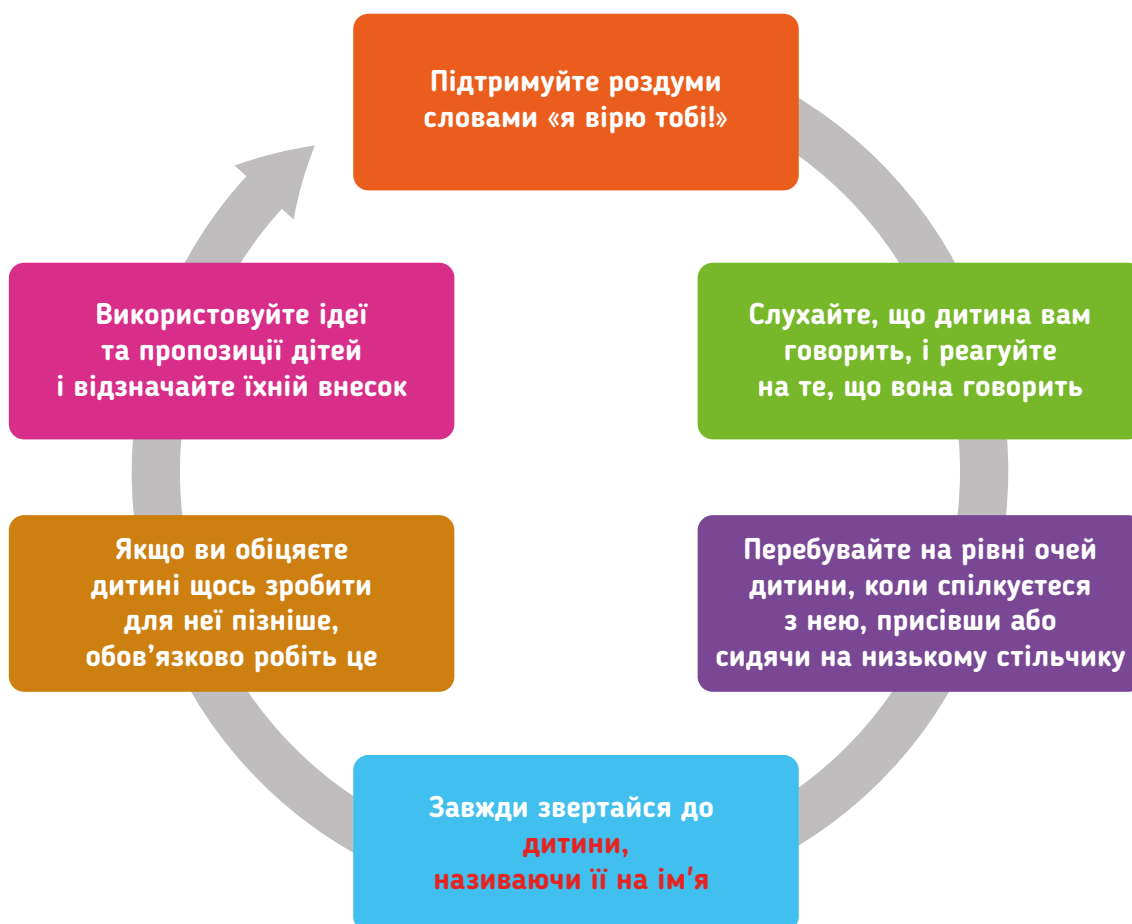 Підтримуйте роздуми
словами «я вірю тобі!»
Слухайте, що дитина вам
говорить, і реагуйте
на те, що вона говорить
Перебувайте на рівні очей
дитини, коли спілкуєтеся
з нею, присівши або
сидячи на низькому стільчику
Завжди звертайся до
дитини,
називаючи її на ім'я
Якщо ви обіцяєте
дитині щось зробити
для неї пізніше,
обов’язково робіть це
Використовуйте ідеї
та пропозиції дітей
і відзначайте їхній внесок